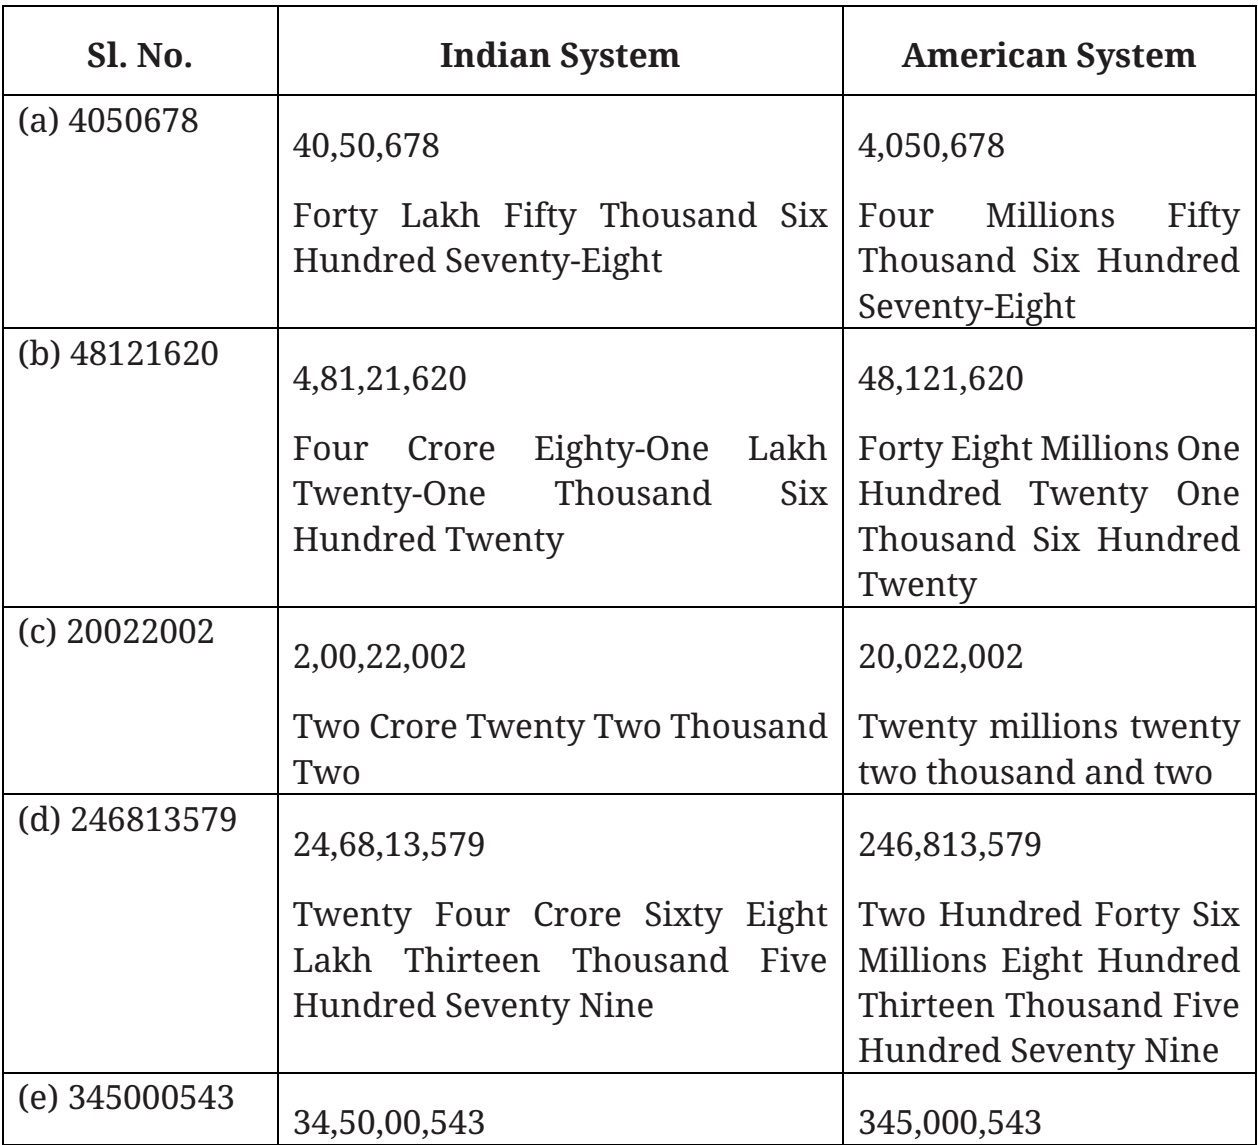 Sl. No.
Indian System
American System
(a) 4050678
40,50,678
Forty Lakh Fifty Thousand Six
Hundred Seventy-Eight
4,050,678
Four Millions Fifty
Thousand Six Hundred
Seventy-Eight
(b) 48121620
4,81,21,620
Four Crore Eighty-One Lakh
Twenty-One Thousand Six
Hundred Twenty
48,121,620
Forty Eight Millions One
Hundred Twenty One
Thousand Six Hundred
Twenty
(c) 20022002
2,00,22,002
Two Crore Twenty Two Thousand
Two
20,022,002
Twenty millions twenty
two thousand and two
(d) 246813579
24,68,13,579
Twenty Four Crore Sixty Eight
Lakh Thirteen Thousand Five
Hundred Seventy Nine
246,813,579
Two Hundred Forty Six
Millions Eight Hundred
Thirteen Thousand Five
Hundred Seventy Nine
(e) 345000543
34,50,00,543
345,000,543